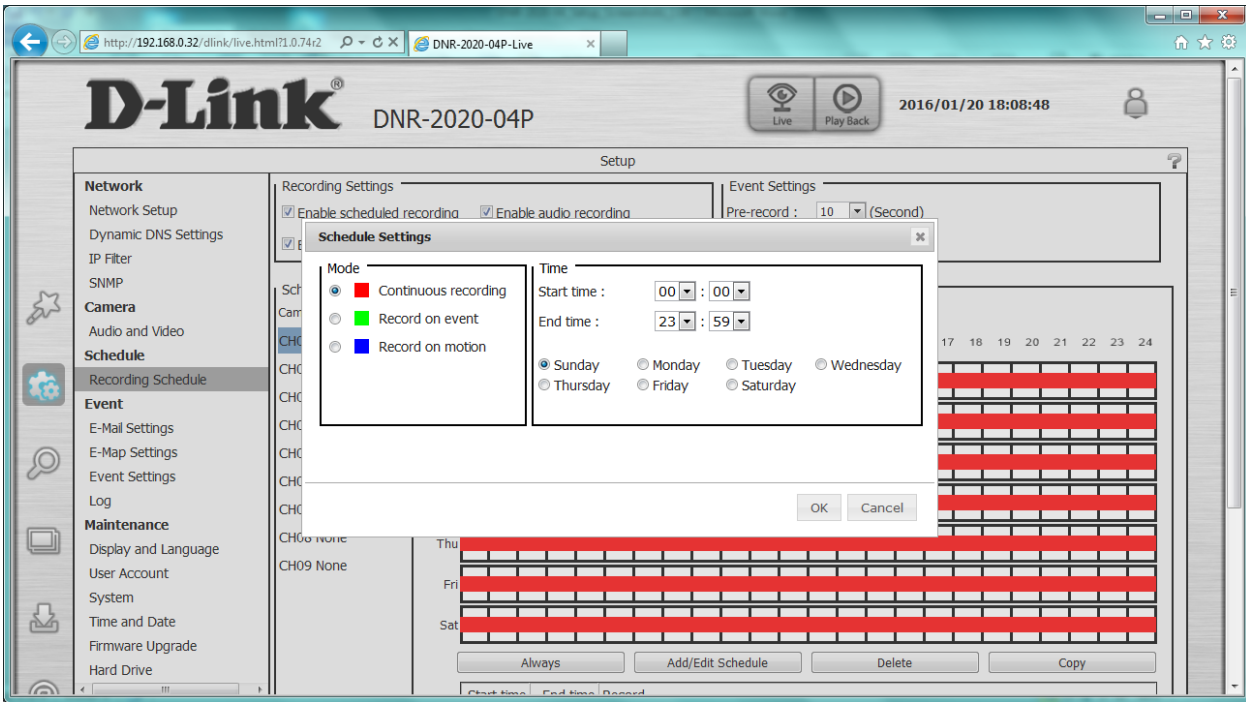 http://192.168.0.32/dlink/live.html?1.0.74r2
DNR-2020-04P-Live
D-Link®
DNR-2020-04P
Live
Play Back
2016/01/20 18:08:48
Setup
?
Network
Network Setup
Dynamic DNS Settings
IP Filter
SNMP
Camera
Audio and Video
Schedule
Recording Schedule
Event
E-Mail Settings
E-Map Settings
Event Settings
Log
Maintenance
Display and Language
User Account
System
Time and Date
Firmware Upgrade
Hard Drive
Recording Settings
Enable scheduled recording
Enable audio recording
Event Settings
Pre-record : 10 (Second)
Schedule Settings
Mode
Continuous recording
Record on event
Record on motion
Time
Start time : 00 : 00
End time : 23 : 59
Sunday Monday Tuesday Wednesday
Thursday Friday Saturday
OK Cancel
17 18 19 20 21 22 23 24
CH08 None
CH09 None
Thu
Fri
Sat
Always Add/Edit Schedule Delete Copy
Start time End time Record